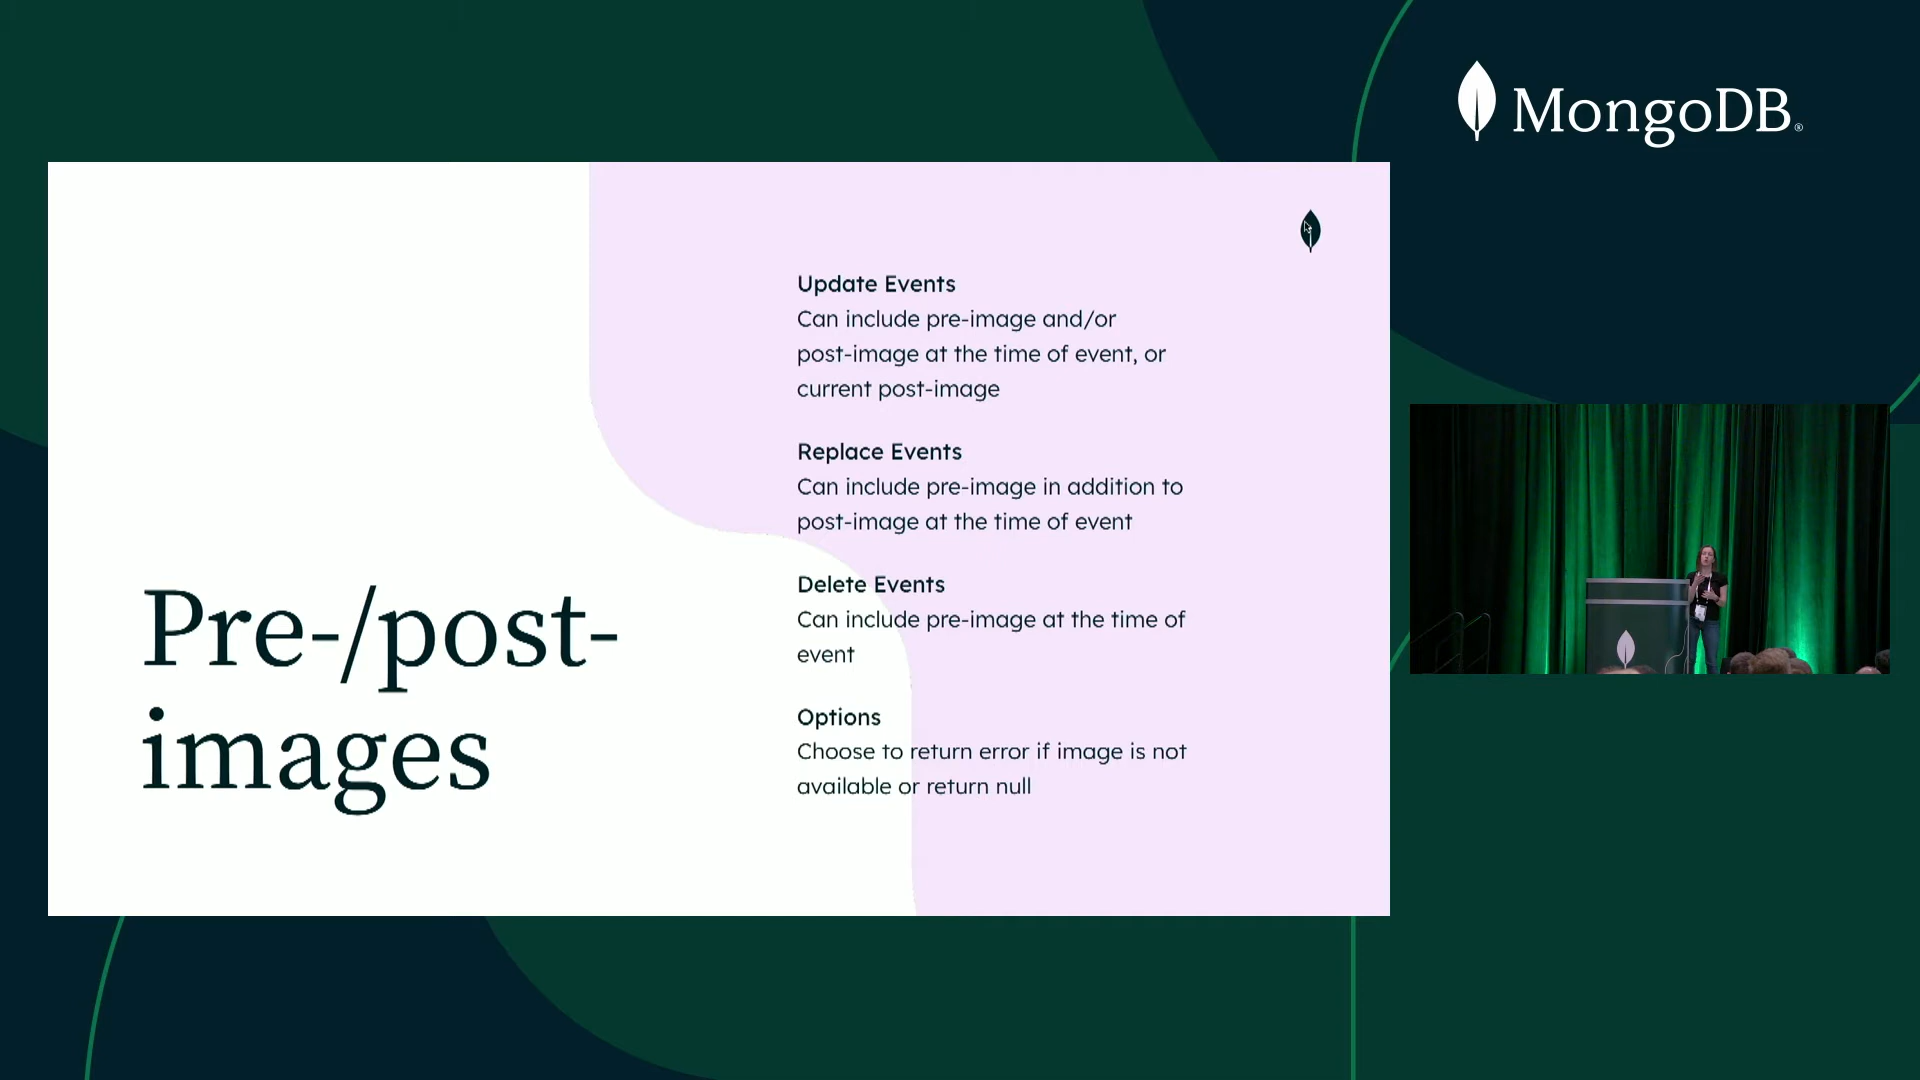 MongoDB®
Update Events
Can include pre-image and/or
post-image at the time of event, or
current post-image
Replace Events
Can include pre-image in addition to
post-image at the time of event
Delete Events
Can include pre-image at the time of
event
Options
Choose to return error if image is not
available or return null
Pre-/post-
images